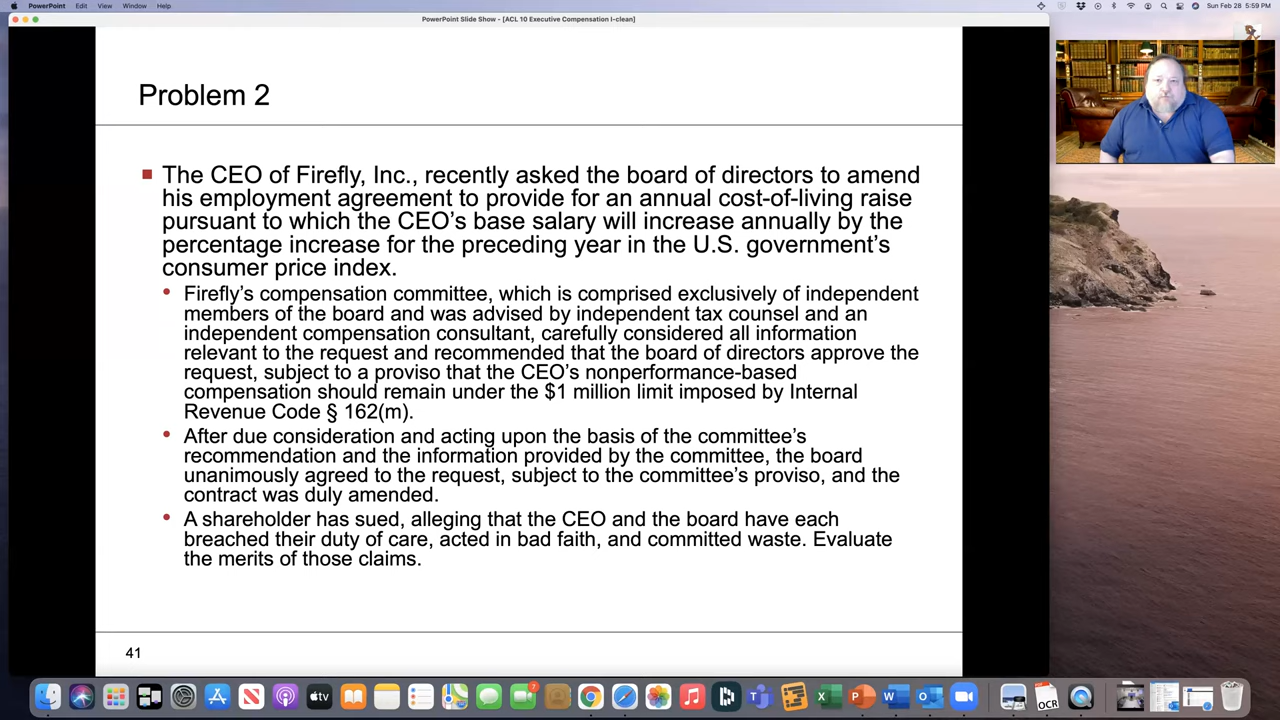 PowerPoint Edit View Window Help
Sun Feb 28 5:59 PM
PowerPoint Slide Show - [ACL 10 Executive Compensation i-clean]
Problem 2
The CEO of Firefly, Inc., recently asked the board of directors to amend
his employment agreement to provide for an annual cost-of-living raise
pursuant to which the CEO's base salary will increase annually by the
percentage increase for the preceding year in the U.S. government's
consumer price index.
• Firefly's compensation committee, which is comprised exclusively of independent
members of the board and was advised by independent tax counsel and an
independent compensation consultant, carefully considered all information
relevant to the request and recommended that the board of directors approve the
request, subject to a proviso that the CEO's nonperformance-based
compensation should remain under the $1 million limit imposed by Internal
Revenue Code § 162(m).
• After due consideration and acting upon the basis of the committee's
recommendation and the information provided by the committee, the board
unanimously agreed to the request, subject to the committee's proviso, and the
contract was duly amended.
• A shareholder has sued, alleging that the CEO and the board have each
breached their duty of care, acted in bad faith, and committed waste. Evaluate
the merits of those claims.
41
tv
OCR